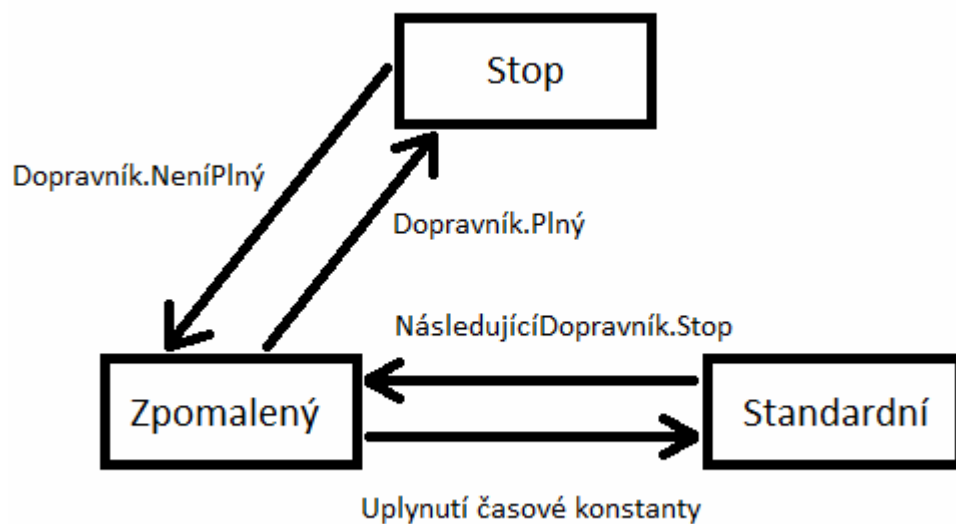 Stop
Dopravník.NeníPlný
Dopravník.Plný
NásledujícíDopravník.Stop
Zpomalený
Standardní
Uplynutí časové konstanty